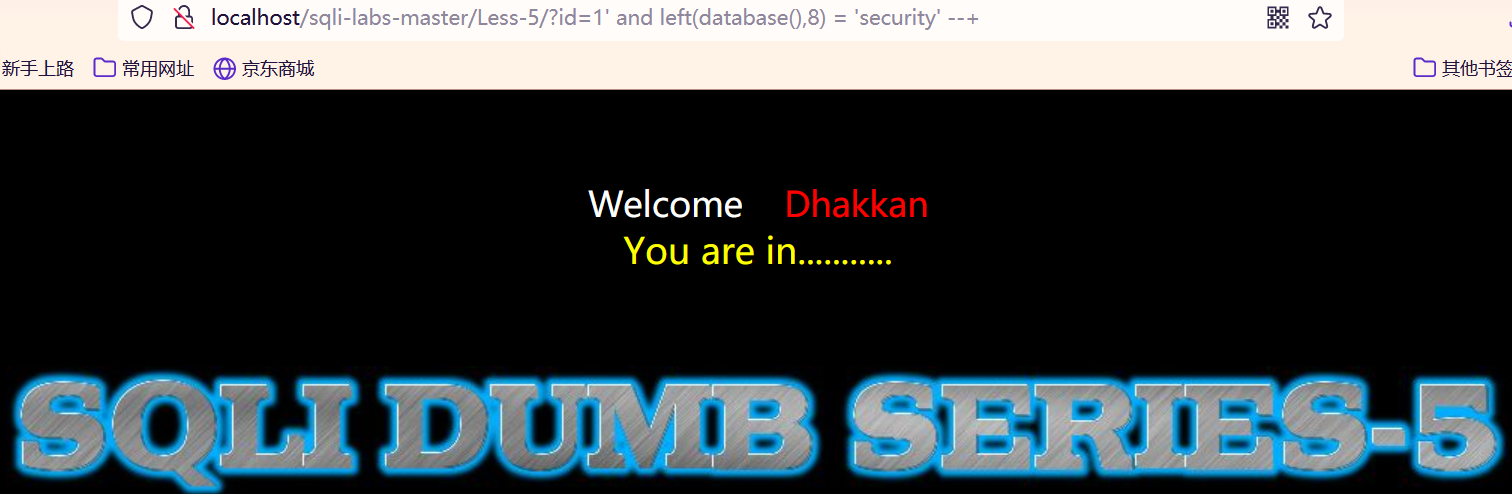 localhost/sqli-labs-master/Less-5/?id=1' and left(database(),8) = 'security' --+
新手上路 常用网址 京东商城 其他书签
Welcome Dhakkan
You are in...........
SQLI DUMB SERIES-5